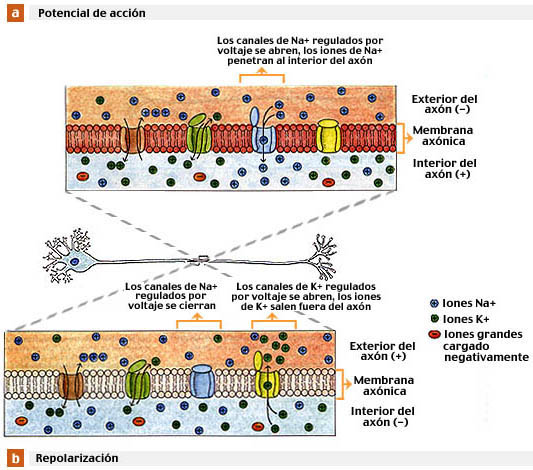 a Potencial de acción
Los canales de Na+ regulados por
voltaje se abren, los iones de Na+
penetran al interior del axón
Exterior del
axón (−)
Membrana
axónica
Interior del
axón (+)
Los canales de Na+
regulados por
voltaje se cierran
Los canales de K+ regulados
por voltaje se abren, los iones
de K+ salen fuera del axón
Iones Na+
Iones K+
Iones grandes
cargado
negativamente
Exterior del
axón (+)
Membrana
axónica
Interior del
axón (−)
b Repolarización